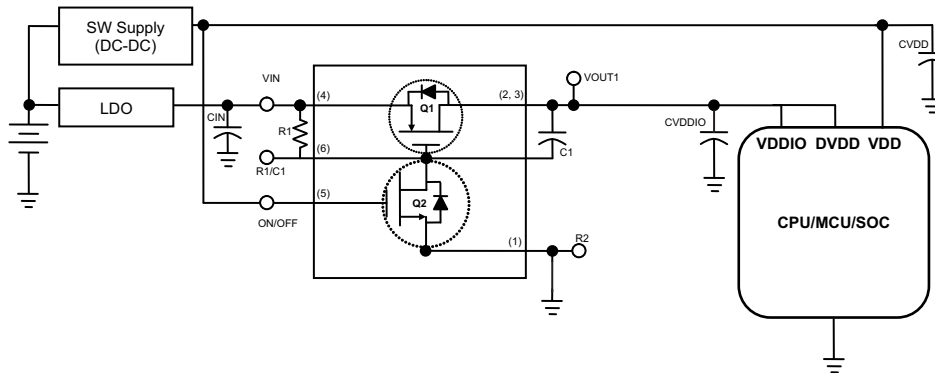 SW Supply
(DC-DC)
CVDD
LDO
VIN
(4)
Q1
(2, 3)
VOUT1
CIN
R1
CVDDIO
C1
VDDIO DVDD VDD
(6)
R1/C1
Q2
(5)
ON/OFF
CPU/MCU/SOC
(1)
R2